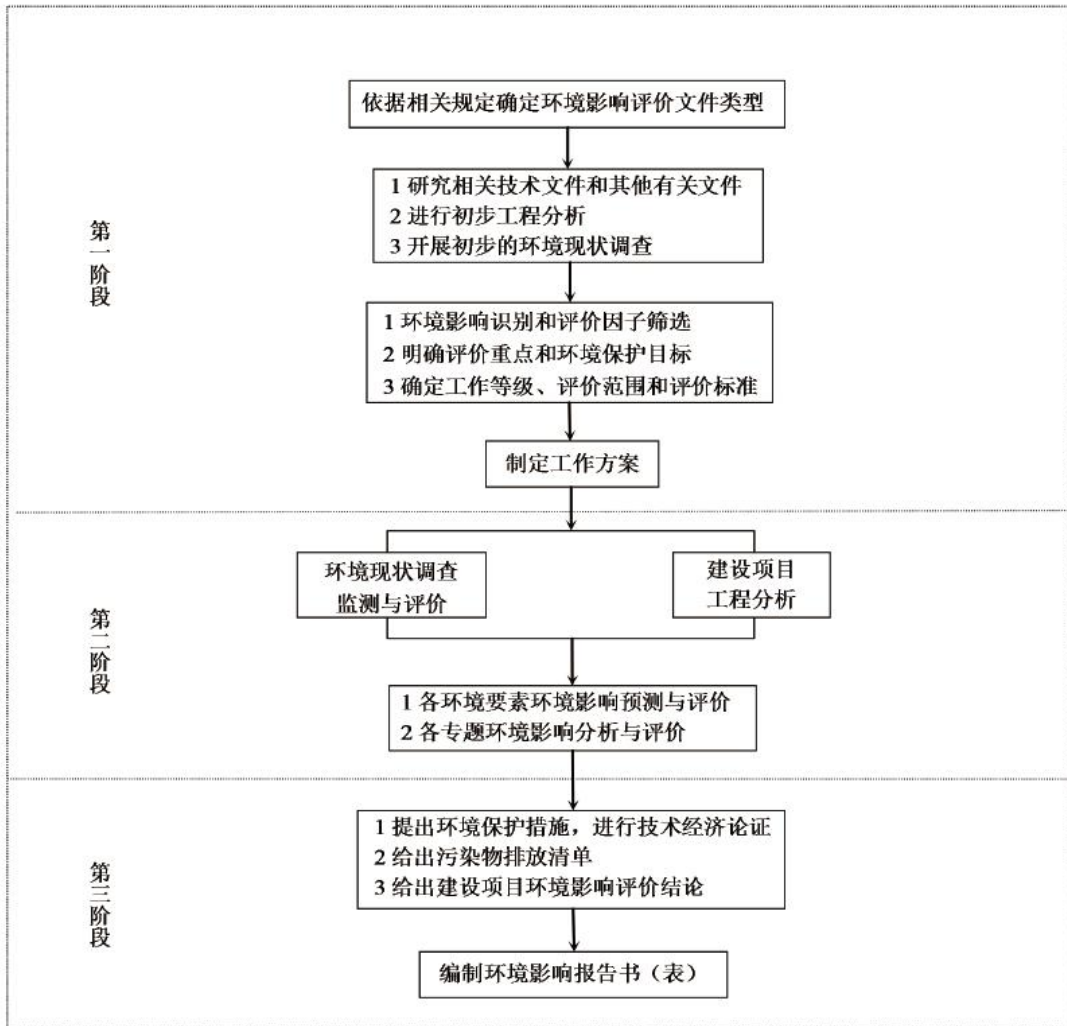 依据相关规定确定环境影响评价文件类型
1 研究相关技术文件和其他有关文件
2 进行初步工程分析
3 开展初步的环境现状调查
第一阶段
1 环境影响识别和评价因子筛选
2 明确评价重点和环境保护目标
3 确定工作等级、评价范围和评价标准
制定工作方案
环境现状调查
监测与评价
建设项目
工程分析
第二阶段
1 各环境要素环境影响预测与评价
2 各专题环境影响分析与评价
1 提出环境保护措施，进行技术经济论证
2 给出污染物排放清单
3 给出建设项目环境影响评价结论
第三阶段
编制环境影响报告书（表）